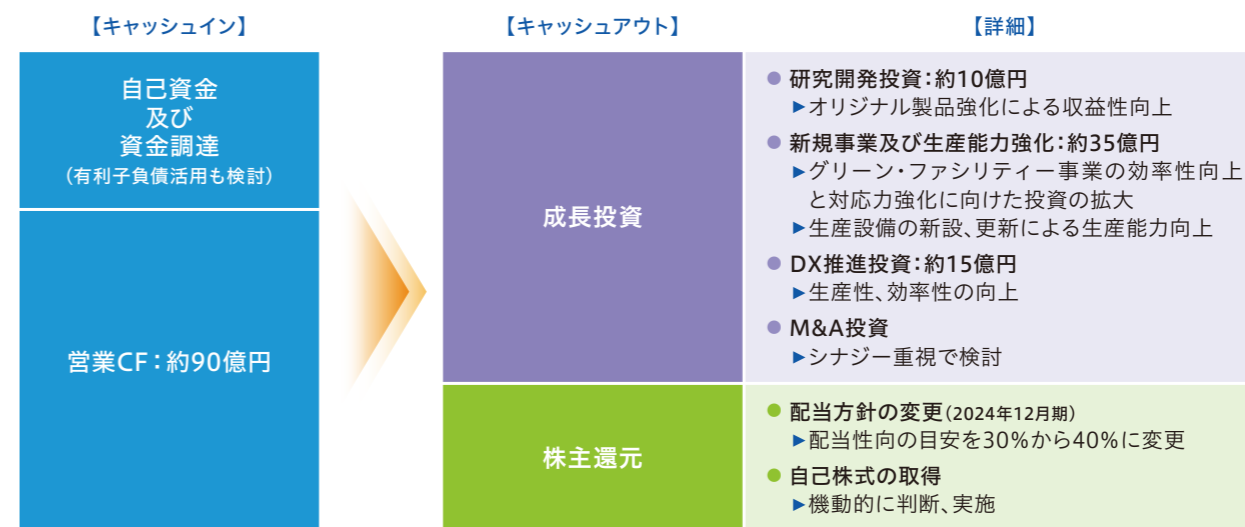 【キャッシュイン】
自己資金
及び
資金調達
（有利子負債活用も検討）
営業CF：約90億円
【キャッシュアウト】
成長投資
株主還元
【詳細】
● 研究開発投資：約10億円
▶オリジナル製品強化による収益性向上
● 新規事業及び生産能力強化：約35億円
▶グリーン・ファシリティー事業の効率性向上
と対応力強化に向けた投資の拡大
▶生産設備の新設、更新による生産能力向上
● DX推進投資：約15億円
▶生産性、効率性の向上
● M&A投資
▶シナジー重視で検討
● 配当方針の変更（2024年12月期）
▶配当性向の目安を30％から40％に変更
● 自己株式の取得
▶機動的に判断、実施